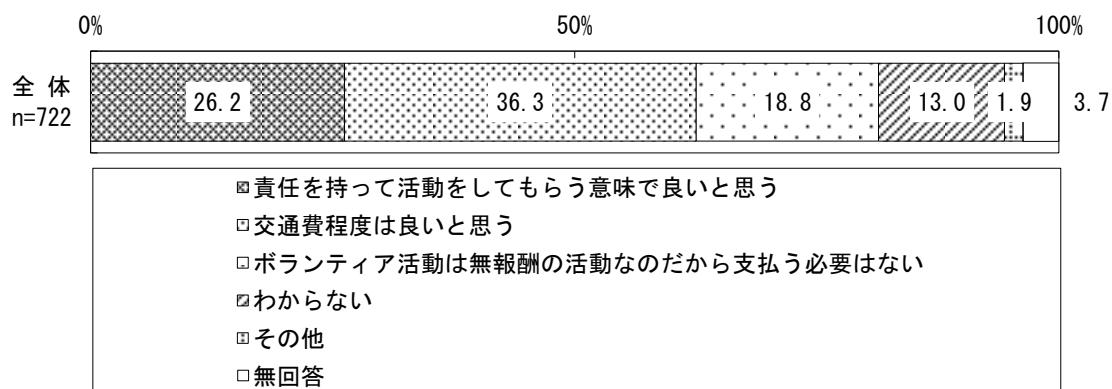 0% 50% 100%
全 体
n=722
26.2 36.3 18.8 13.0 1.9 3.7
責任を持って活動をしてもらう意味で良いと思う
交通費程度は良いと思う
ボランティア活動は無報酬の活動なのだから支払う必要はない
わからない
その他
無回答